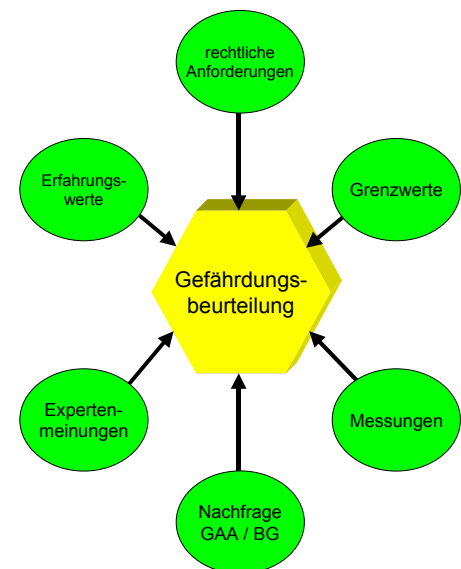 rechtliche
Anforderungen
Erfahrungs-
werte
Grenzwerte
Gefährdungs-
beurteilung
Experten-
meinungen
Messungen
Nachfrage
GAA / BG